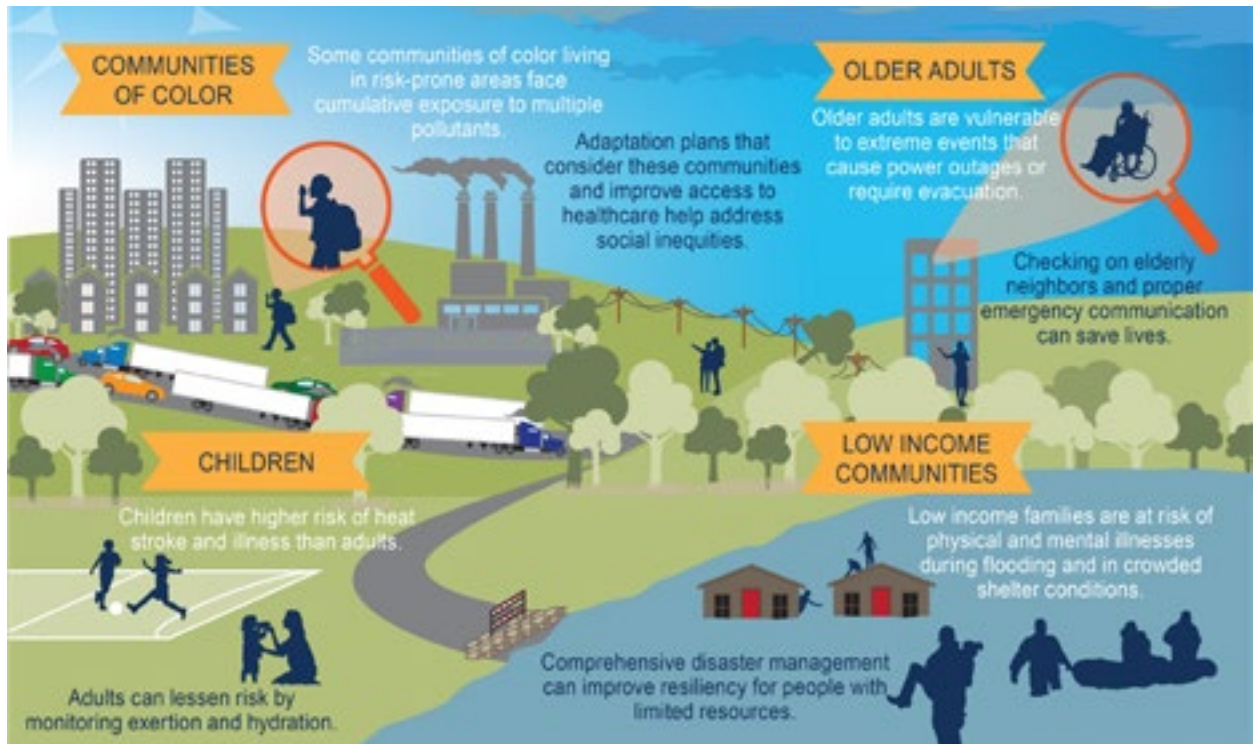 COMMUNITIES
OF COLOR
Some communities of color living
in risk-prone areas face
cumulative exposure to multiple
pollutants.
Adaptation plans that
consider these communities
and improve access to
healthcare help address
social inequities.
OLDER ADULTS
Older adults are vulnerable
to extreme events that
cause power outages or
require evacuation.
Checking on elderly
neighbors and proper
emergency communication
can save lives.
CHILDREN
Children have higher risk of heat
stroke and illness than adults.
Adults can lessen risk by
monitoring exertion and hydration.
LOW INCOME
COMMUNITIES
Low income families are at risk of
physical and mental illnesses
during flooding and in crowded
shelter conditions.
Comprehensive disaster management
can improve resiliency for people with
limited resources.